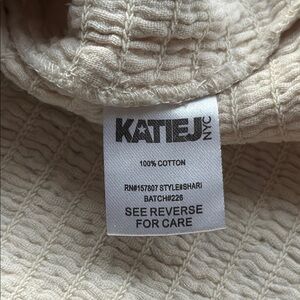 KATIEJ NYC
100% COTTON
RN#157807 STYLE#SHARI
BATCH#226
SEE REVERSE
FOR CARE